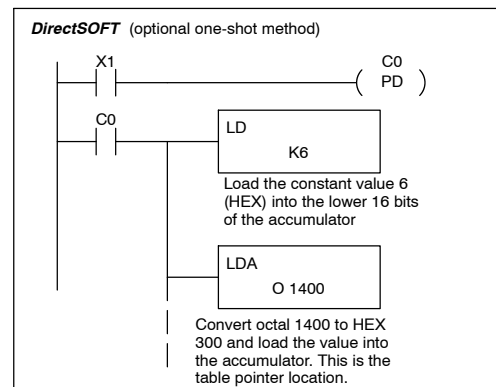 DirectSOFT (optional one-shot method)
X1
C0
PD
C0
LD
K6
Load the constant value 6
(HEX) into the lower 16 bits
of the accumulator
LDA
O 1400
Convert octal 1400 to HEX
300 and load the value into
the accumulator. This is the
table pointer location.